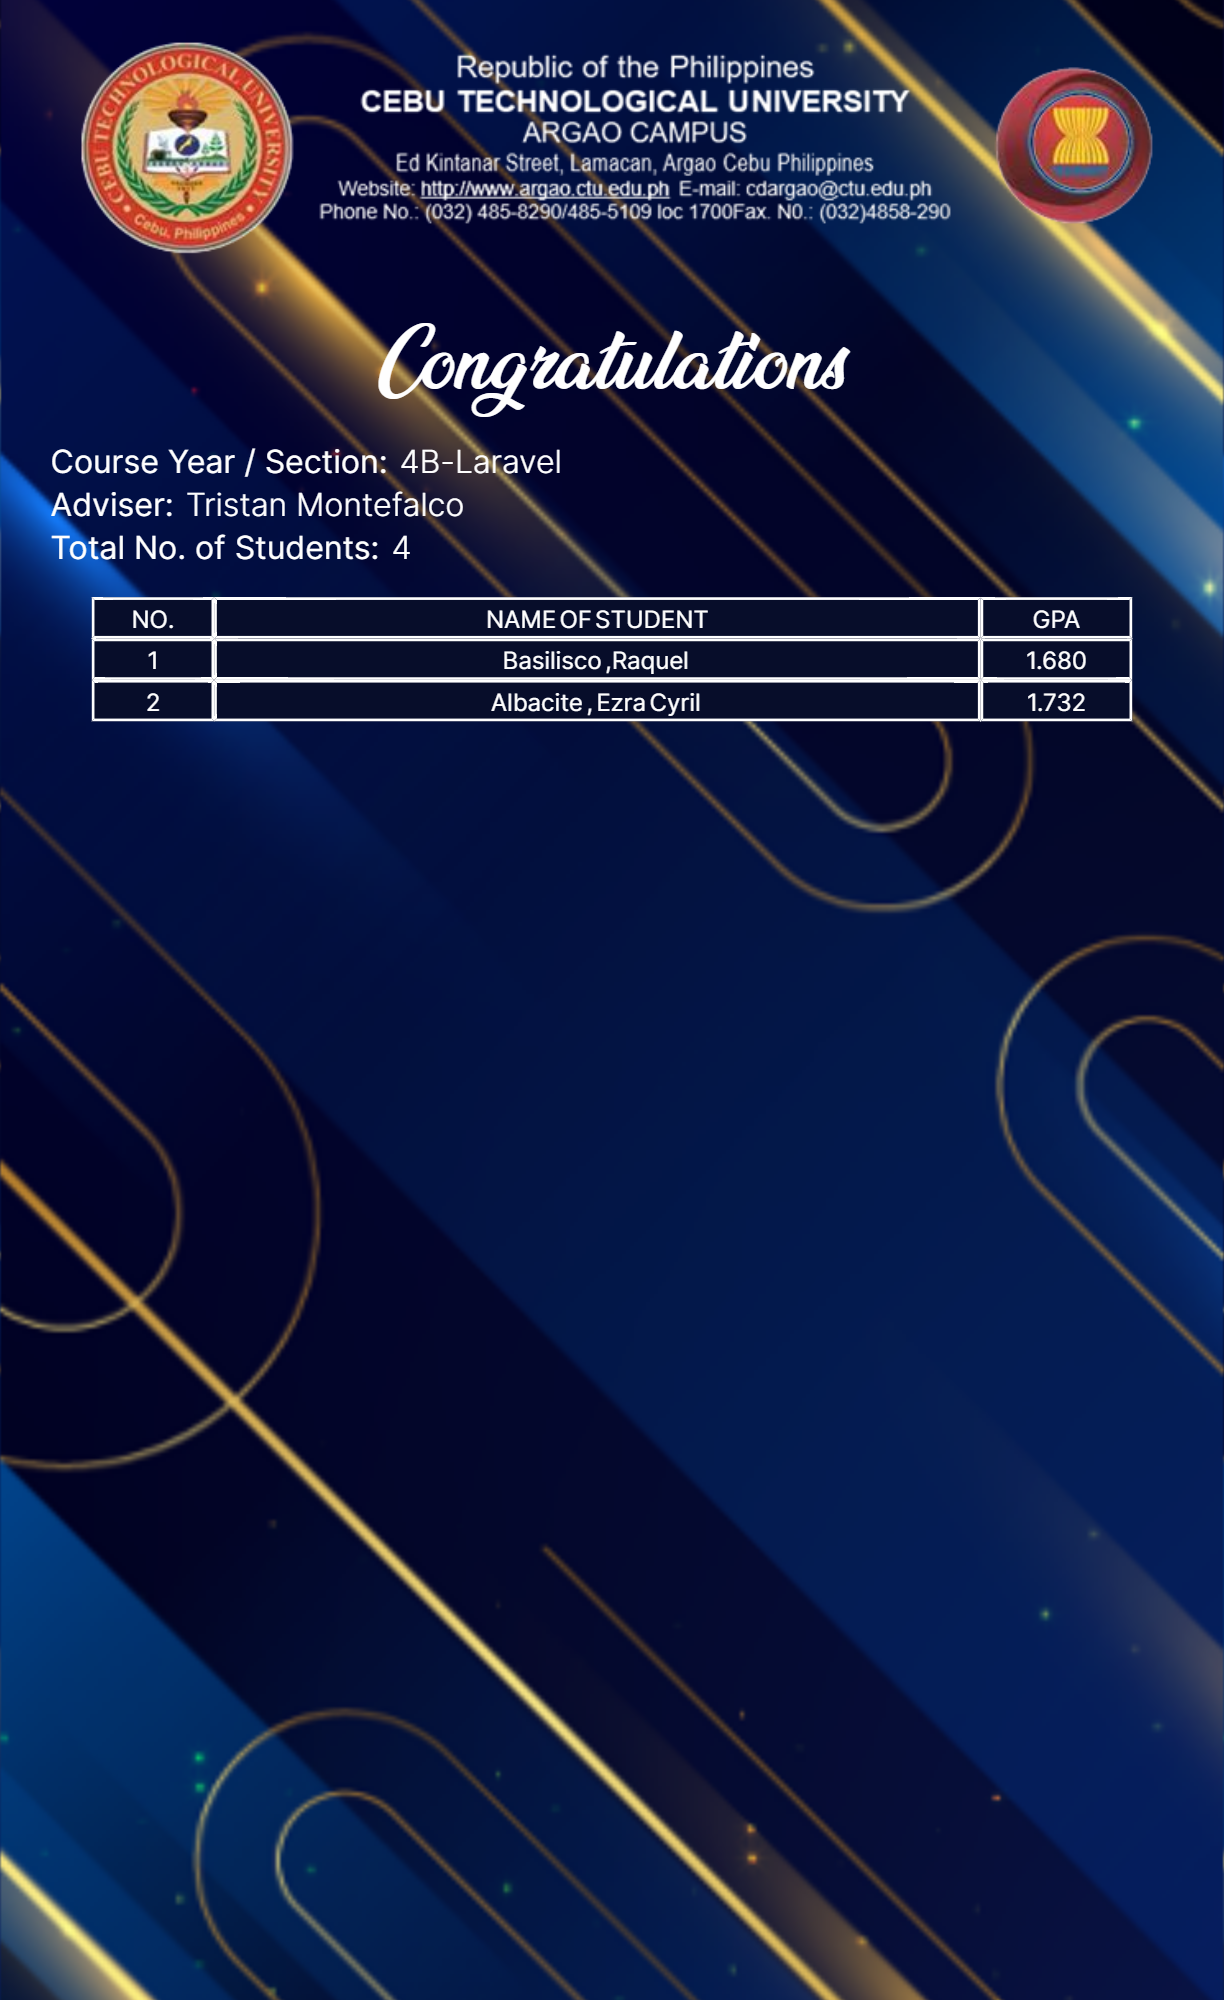 CEBU TECHNOLOGICAL UNIVERSITY
Cebu, Philippines
Republic of the Philippines
CEBU TECHNOLOGICAL UNIVERSITY
ARGAO CAMPUS
Ed Kintanar Street, Lamacan, Argao Cebu Philippines
Website: http://www.argao.ctu.edu.ph E-mail: cdargao@ctu.edu.ph
Phone No.: (032) 485-8290/485-5109 loc 1700Fax. N0.: (032)4858-290
Congratulations
Course Year / Section: 4B-Laravel
Adviser: Tristan Montefalco
Total No. of Students: 4
NO. NAME OF STUDENT GPA
1 Basilisco ,Raquel 1.680
2 Albacite , Ezra Cyril 1.732